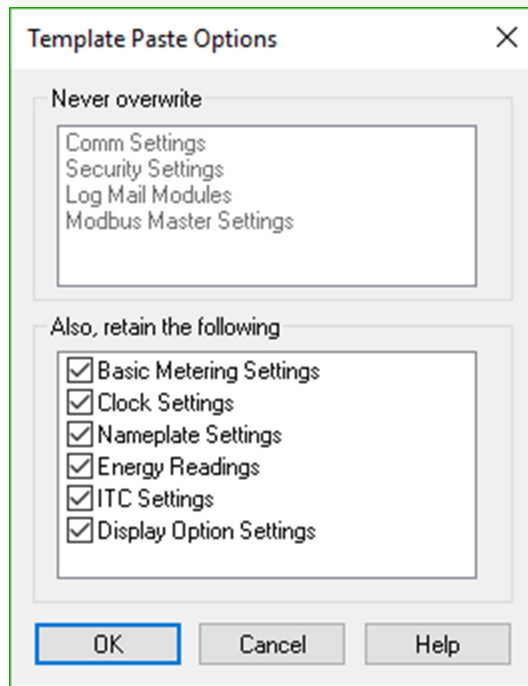 Template Paste Options
Never overwrite
Comm Settings
Security Settings
Log Mail Modules
Modbus Master Settings
Also, retain the following
Basic Metering Settings
Clock Settings
Nameplate Settings
Energy Readings
ITC Settings
Display Option Settings
OK Cancel Help